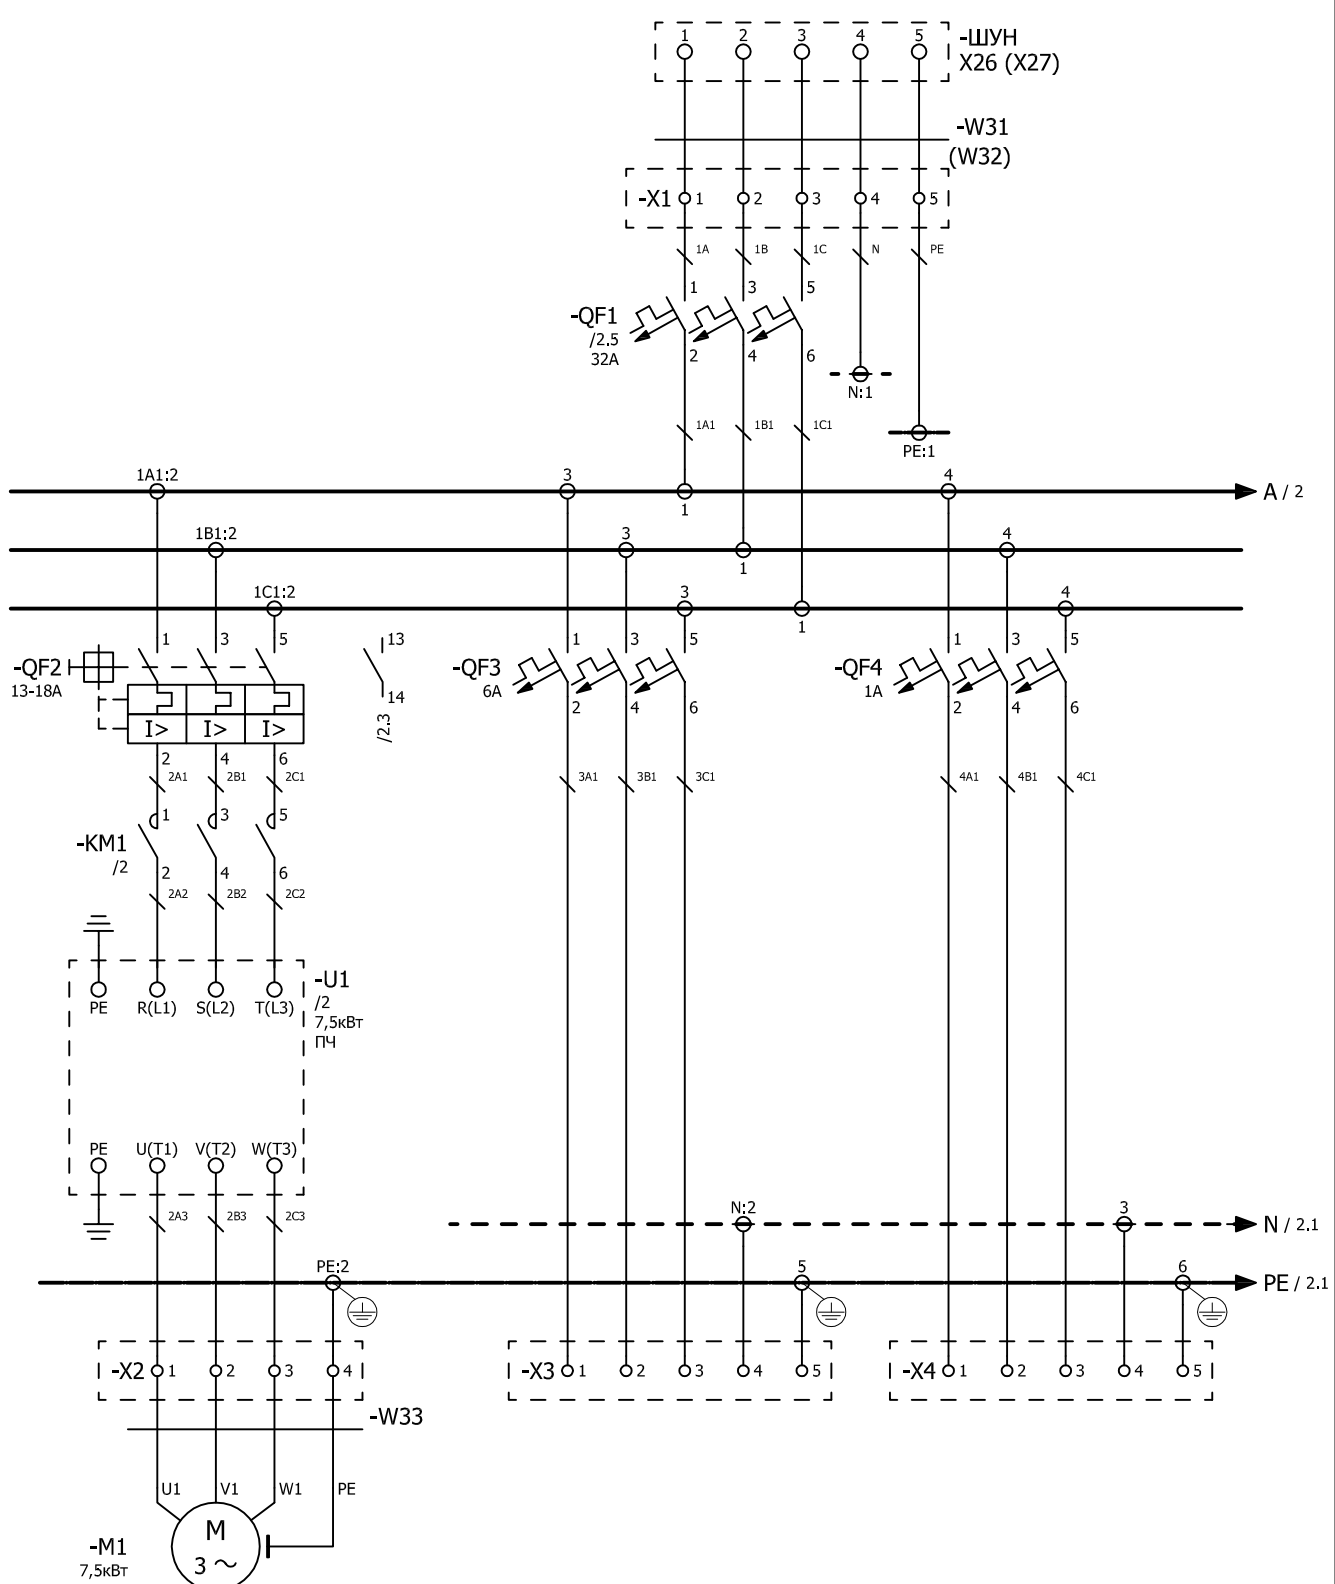 1 2 3 4 5 -ШУН
X26 (X27)
-W31
(W32)
-X1 1 2 3 4 5
1A 1B 1C N PE
1 3 5
-QF1
/2.5
32A
2 4 6
N:1
1A1 1B1 1C1
PE:1
1A1:2 3 4
A / 2
1
1B1:2 3 4
1
1C1:2 3 4
1
1 3 5 13 1 3 5 1 3 5
-QF2 -QF3 -QF4
13-18A 6A 1A
14
2 4 6 2 4 6
/2.3
I> I> I>
2 4 6
2A1 2B1 2C1 3A1 3B1 3C1 4A1 4B1 4C1
1 3 5
-KM1
/2
2 4 6
2A2 2B2 2C2
-U1
/2
7,5кВт
ПЧ
PE R(L1) S(L2) T(L3)
PE U(T1) V(T2) W(T3)
2A3 2B3 2C3
N:2 3
N / 2.1
PE:2 5 6
PE / 2.1
-X2 1 2 3 4 -X3 1 2 3 4 5 -X4 1 2 3 4 5
-W33
U1 V1 W1 PE
M
3 ~
-M1
7,5кВт